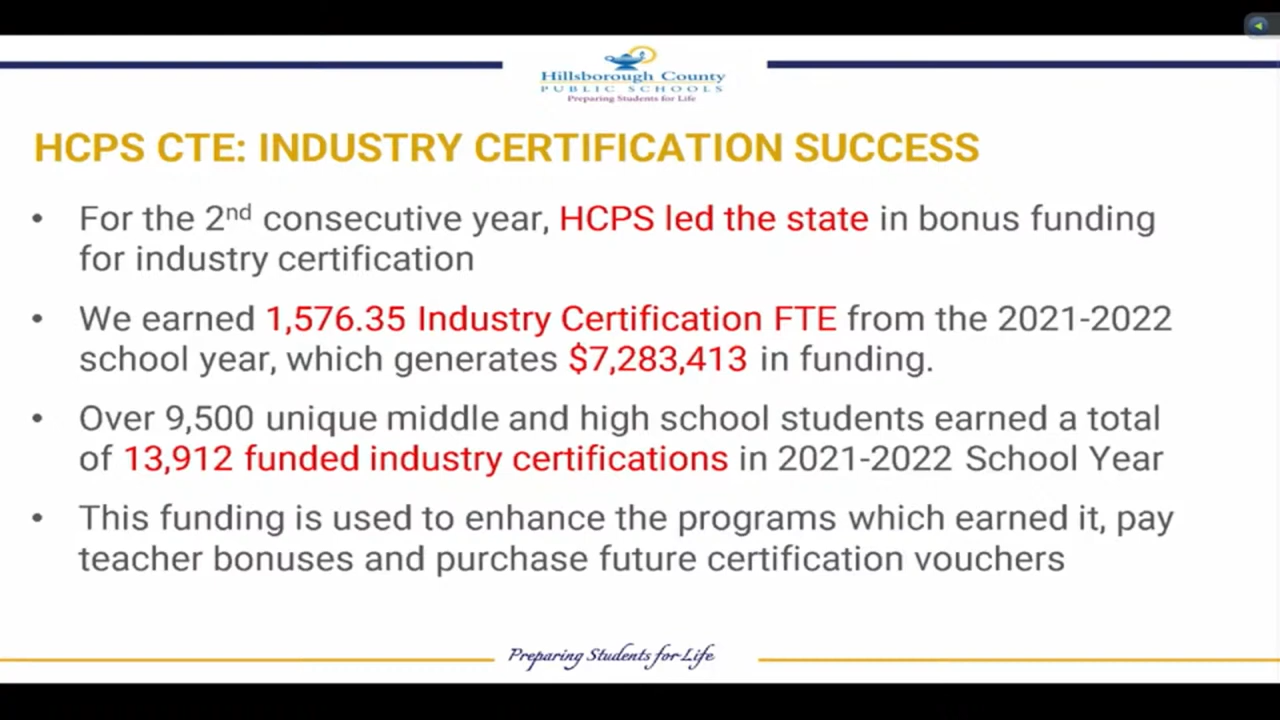 Hillsborough County
PUBLIC SCHOOLS
Preparing Students for Life
HCPS CTE: INDUSTRY CERTIFICATION SUCCESS
• For the 2nd consecutive year, HCPS led the state in bonus funding
for industry certification
• We earned 1,576.35 Industry Certification FTE from the 2021-2022
school year, which generates $7,283,413 in funding.
• Over 9,500 unique middle and high school students earned a total
of 13,912 funded industry certifications in 2021-2022 School Year
• This funding is used to enhance the programs which earned it, pay
teacher bonuses and purchase future certification vouchers
Preparing Students for Life